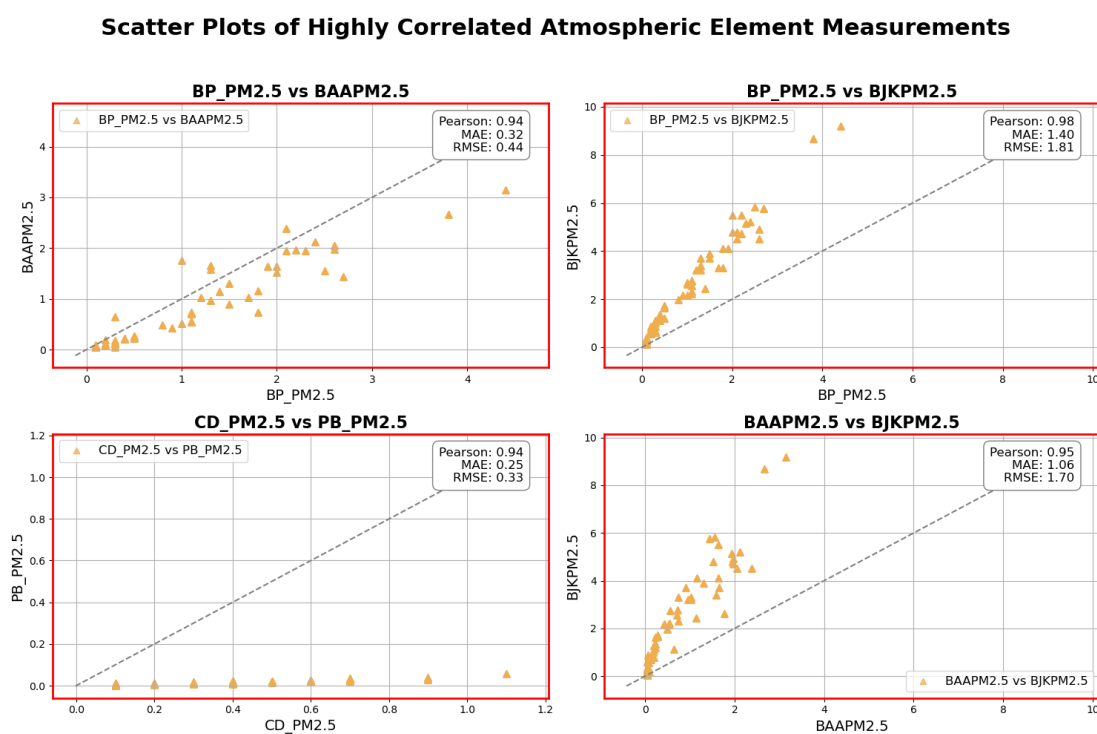 Scatter Plots of Highly Correlated Atmospheric Element Measurements
BP_PM2.5 vs BAAPM2.5
BP_PM2.5 vs BAAPM2.5
Pearson: 0.94
MAE: 0.32
RMSE: 0.44
4
3
2
1
0
BAAPM2.5
0 1 2 3 4
BP_PM2.5
BP_PM2.5 vs BJKPM2.5
BP_PM2.5 vs BJKPM2.5
Pearson: 0.98
MAE: 1.40
RMSE: 1.81
10
8
6
4
2
0
BJKPM2.5
0 2 4 6 8 10
BP_PM2.5
CD_PM2.5 vs PB_PM2.5
CD_PM2.5 vs PB_PM2.5
Pearson: 0.94
MAE: 0.25
RMSE: 0.33
1.2
1.0
0.8
0.6
0.4
0.2
0.0
PB_PM2.5
0.0 0.2 0.4 0.6 0.8 1.0 1.2
CD_PM2.5
BAAPM2.5 vs BJKPM2.5
Pearson: 0.95
MAE: 1.06
RMSE: 1.70
10
8
6
4
2
0
BJKPM2.5
BAAPM2.5 vs BJKPM2.5
0 2 4 6 8 10
BAAPM2.5